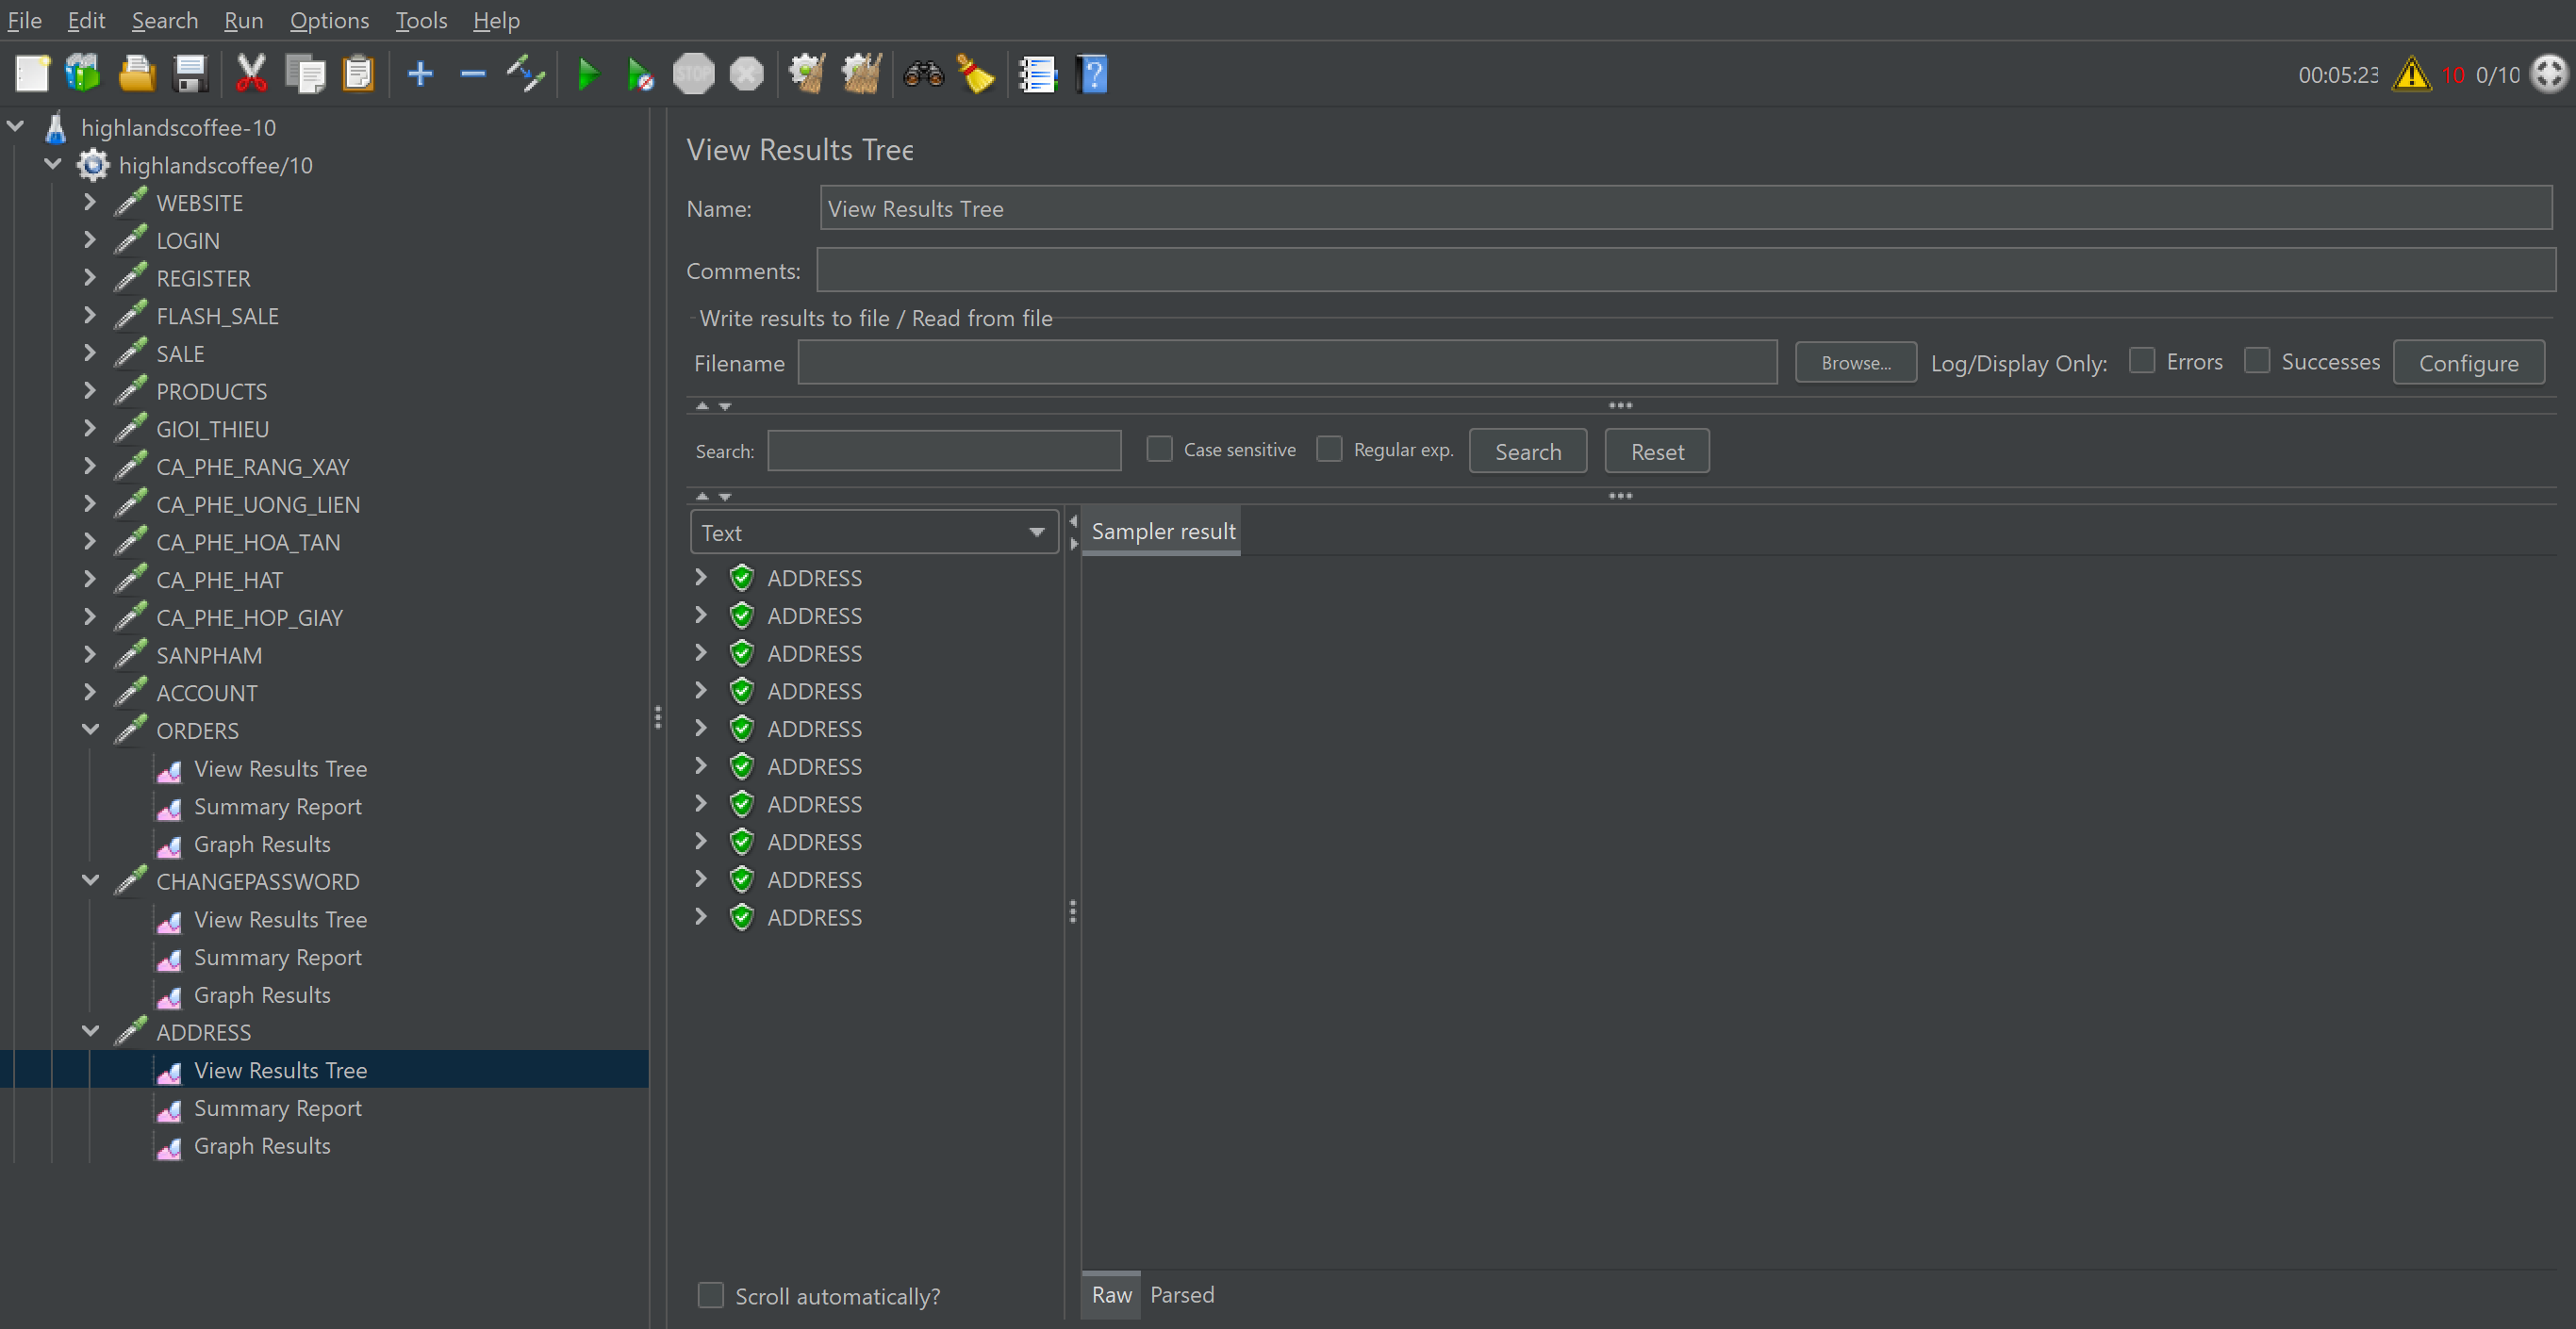 File Edit Search Run Options Tools Help
STOP
00:05:23 10 0/10
highlandscoffee-10
highlandscoffee/10
WEBSITE
LOGIN
REGISTER
FLASH_SALE
SALE
PRODUCTS
GIOI_THIEU
CA_PHE_RANG_XAY
CA_PHE_UONG_LIEN
CA_PHE_HOA_TAN
CA_PHE_HAT
CA_PHE_HOP_GIAY
SANPHAM
ACCOUNT
ORDERS
View Results Tree
Summary Report
Graph Results
CHANGEPASSWORD
View Results Tree
Summary Report
Graph Results
ADDRESS
View Results Tree
Summary Report
Graph Results
View Results Tree
Name: View Results Tree
Comments:
Write results to file / Read from file
Filename Browse... Log/Display Only: Errors Successes Configure
Search: Case sensitive Regular exp. Search Reset
Text
Sampler result
ADDRESS
ADDRESS
ADDRESS
ADDRESS
ADDRESS
ADDRESS
ADDRESS
ADDRESS
ADDRESS
ADDRESS
Scroll automatically?
Raw Parsed